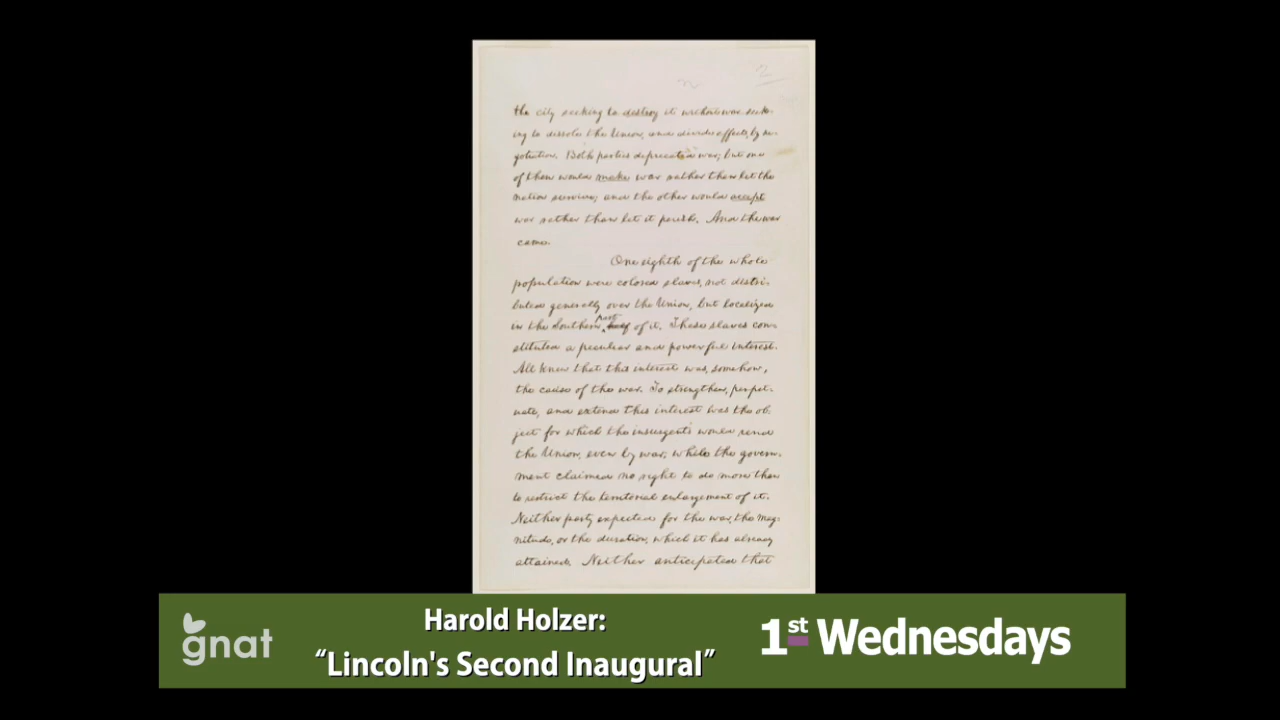 2
the city seeking to destroy it without war—seek-
ing to dissole the Union, and divide effects, by ne-
gotiation. Both parties deprecated war; but one
of them would make war rather than let the
nation survive; and the other would accept
war rather than let it perish. And the war
came.
One eighth of the whole
population were colored slaves, not distri-
buted generally over the Union, but localized
part
in the Southern half of it. These slaves con-
stituted a peculiar and powerful interest.
All knew that this interest was, somehow,
the cause of the war. To strengthen, perpet-
uate, and extend this interest was the ob-
ject for which the insurgents would rend
the Union, even by war; while the govern-
ment claimed no right to do more than
to restrict the territorial enlargement of it.
Neither party expected for the war, the mag-
nitude, or the duration, which it has already
attained. Neither anticipated that
gnat
Harold Holzer:
“Lincoln's Second Inaugural”
1st Wednesdays